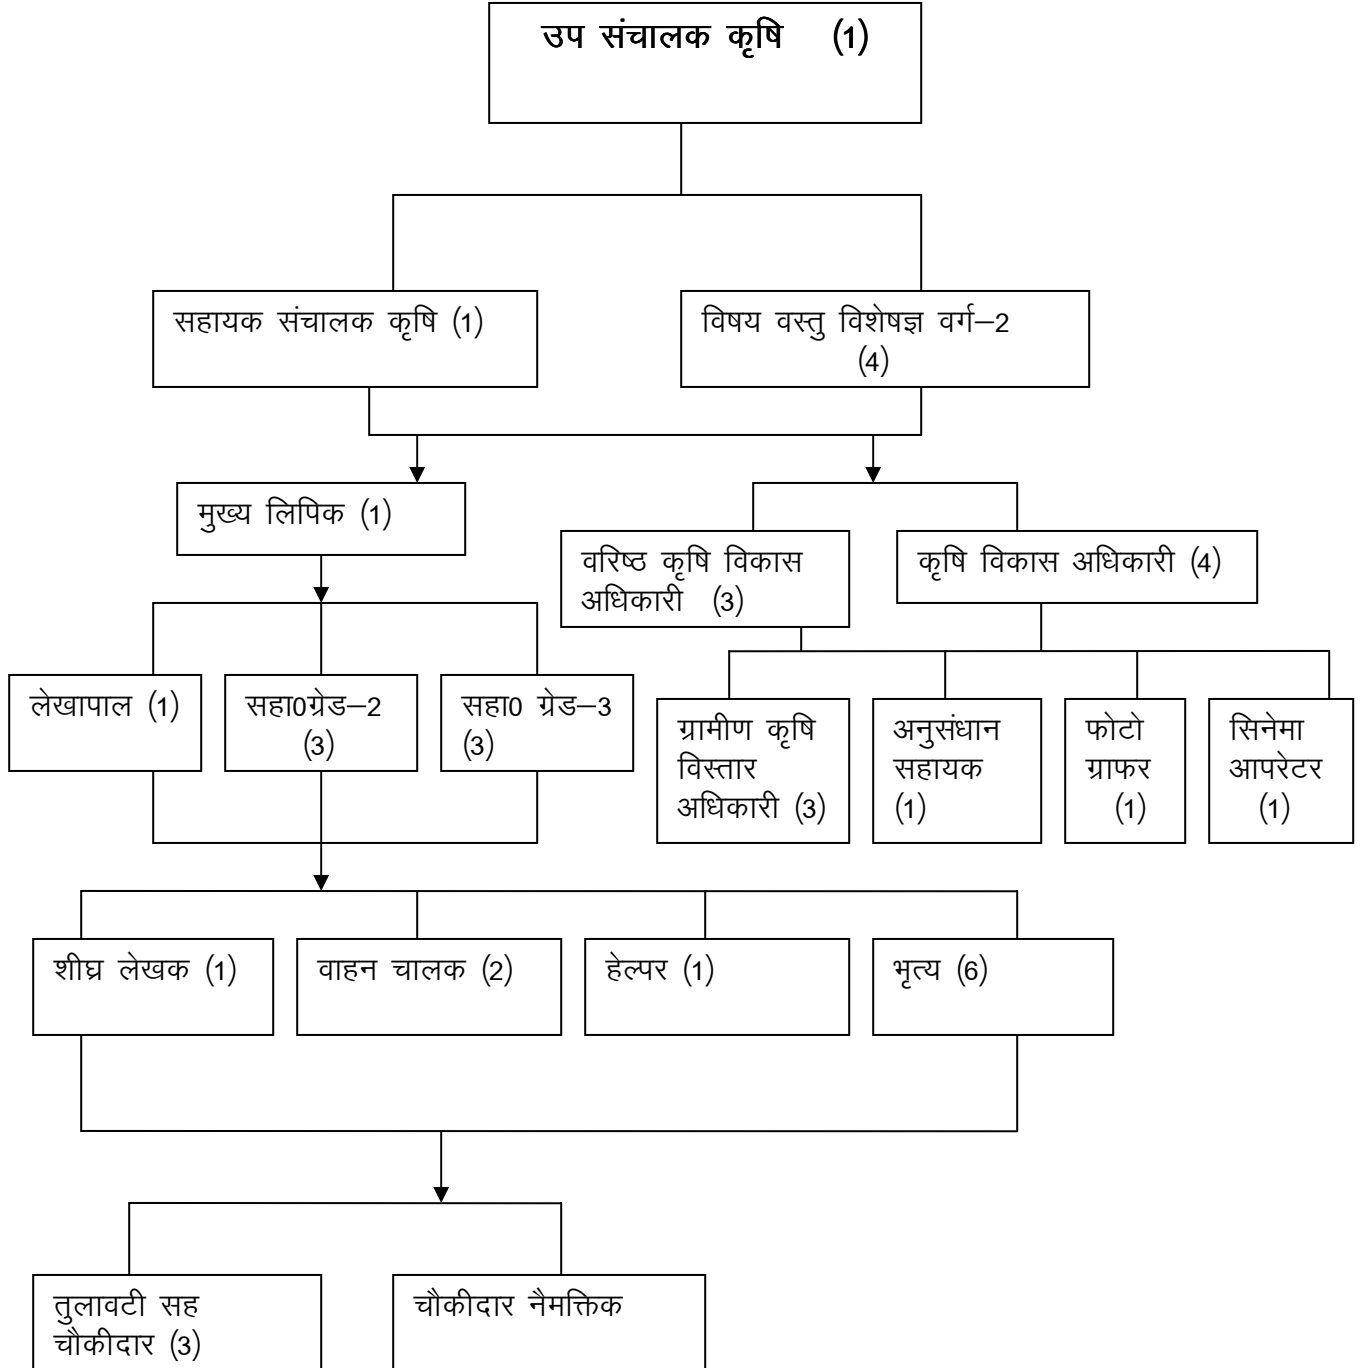 उप संचालक कृषि (1)
सहायक संचालक कृषि (1)
विषय वस्तु विशेषज्ञ वर्ग–2
(4)
मुख्य लिपिक (1)
वरिष्ठ कृषि विकास
अधिकारी (3)
कृषि विकास अधिकारी (4)
लेखापाल (1)
सहा0ग्रेड–2
(3)
सहा0 ग्रेड–3
(3)
ग्रामीण कृषि
विस्तार
अधिकारी (3)
अनुसंधान
सहायक
(1)
फोटो
ग्राफर
(1)
सिनेमा
आपरेटर
(1)
शीघ्र लेखक (1)
वाहन चालक (2)
हेल्पर (1)
भृत्य (6)
तुलावटी सह
चौकीदार (3)
चौकीदार नैमक्तिक